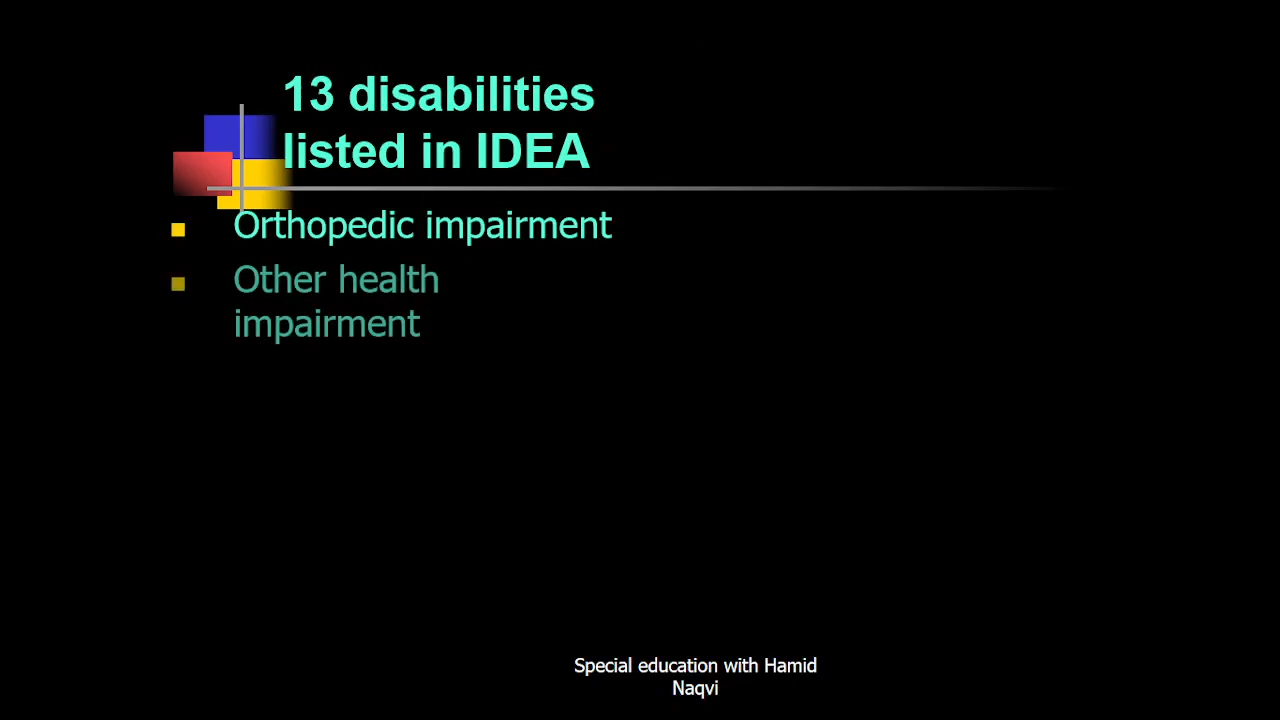 13 disabilities
listed in IDEA
Orthopedic impairment
Other health
impairment
Special education with Hamid
Naqvi